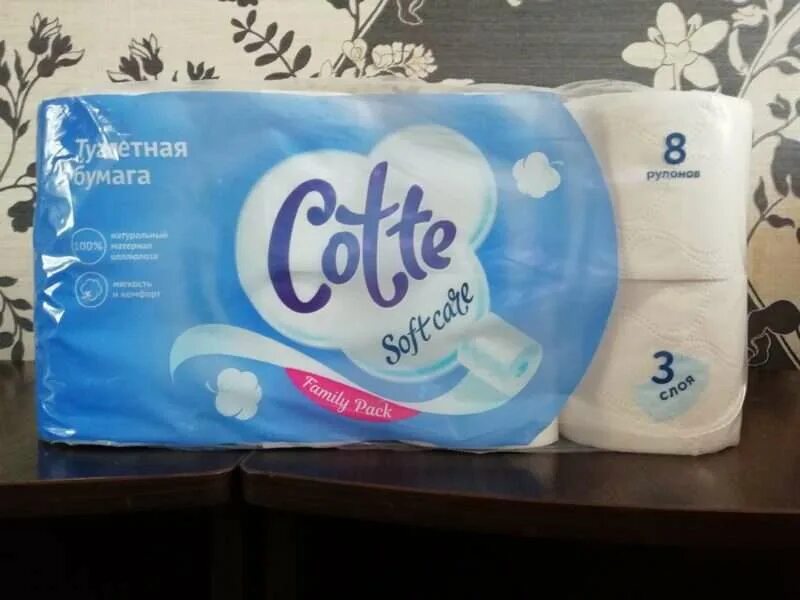 Туалетная
бумага
100%
натуральный
материал
целлюлоза
мягкость
и комфорт
Cotte
Soft care
Family Pack
8
рулонов
3
слоя